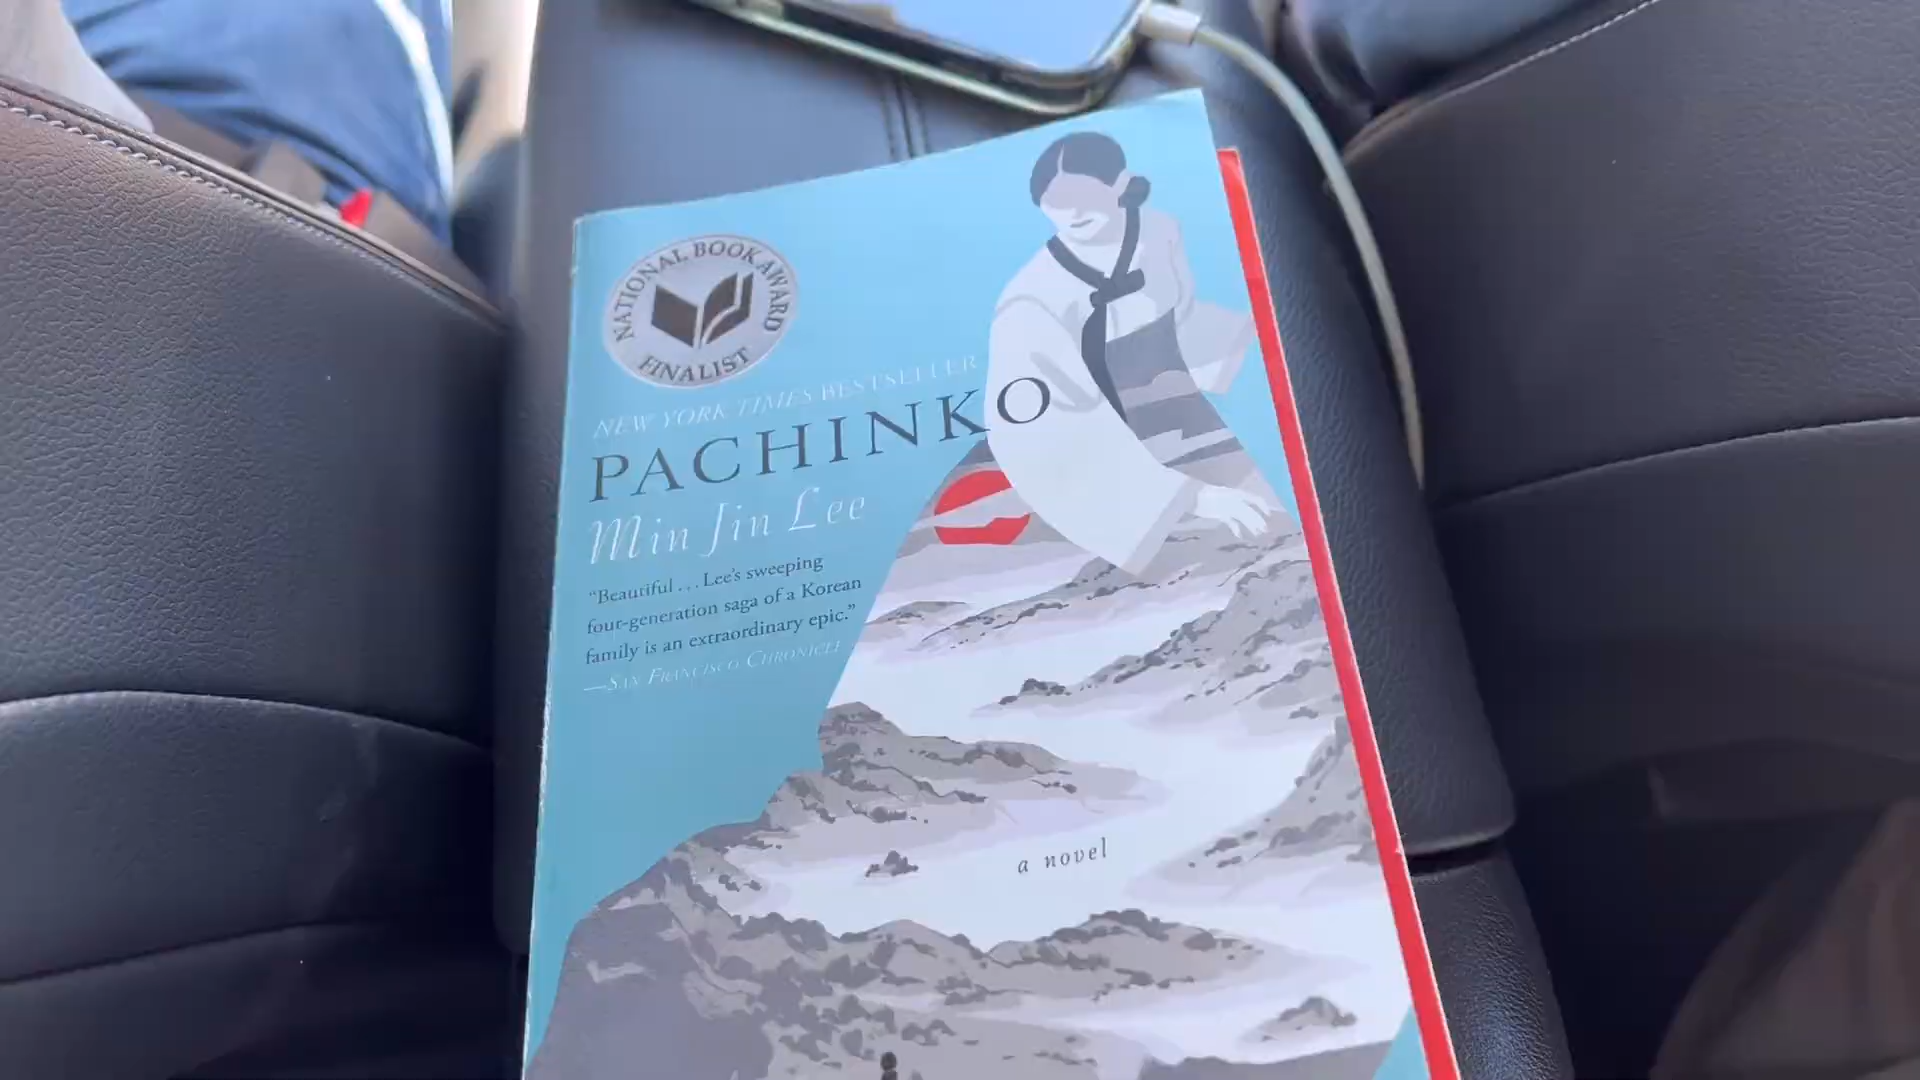 NATIONAL BOOK AWARD
FINALIST
NEW YORK TIMES BESTSELLER
PACHINKO
Min Jin Lee
“Beautiful . . . Lee’s sweeping
four-generation saga of a Korean
family is an extraordinary epic.”
—SAN FRANCISCO CHRONICLE
a novel